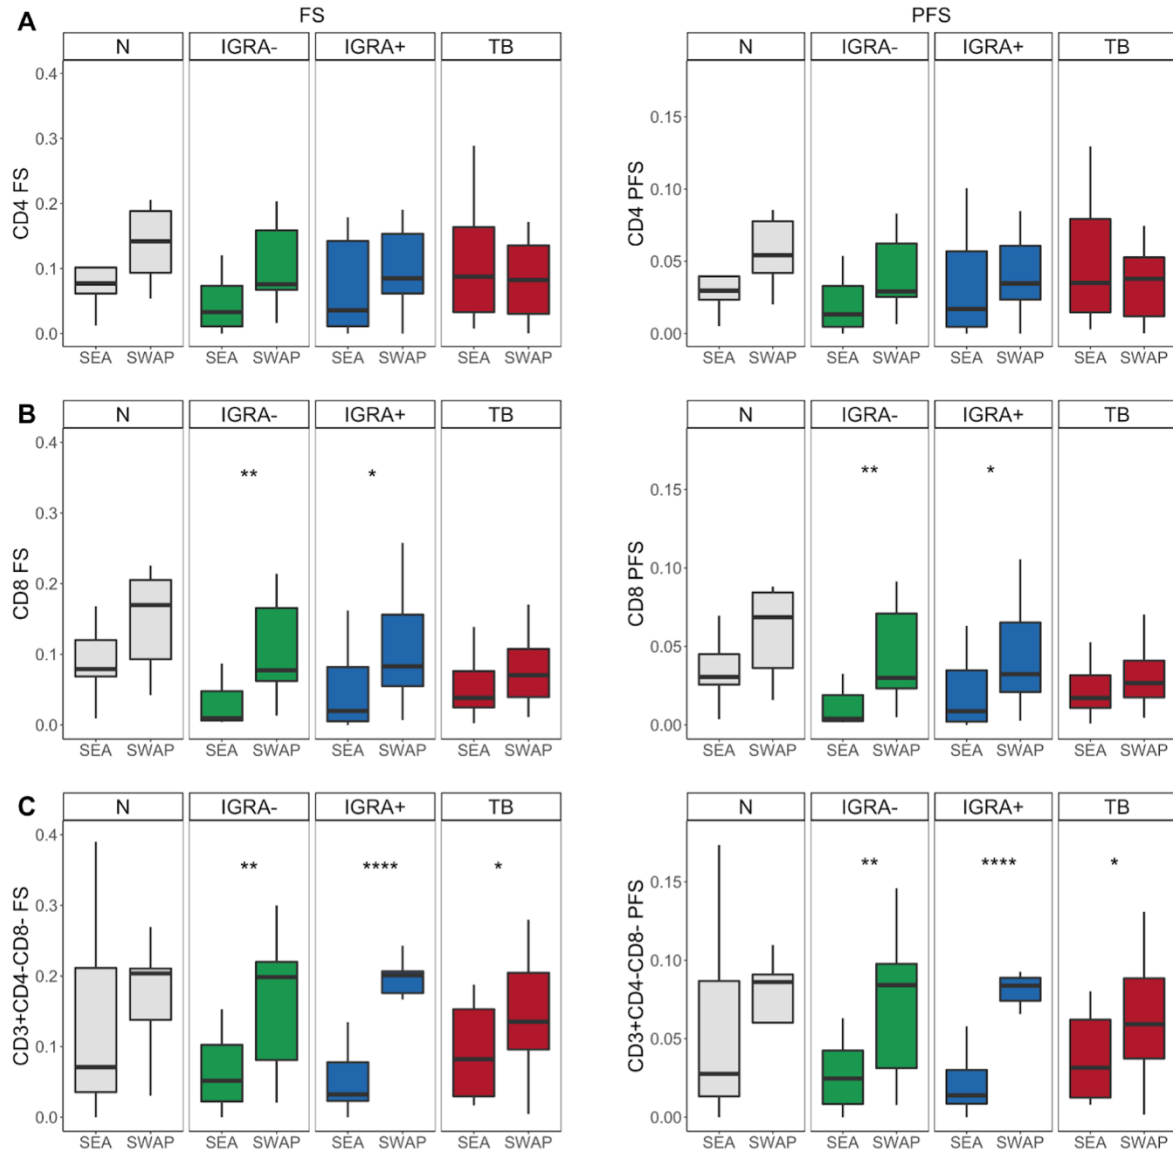 FS PFS
A
N IGRA- IGRA+ TB N IGRA- IGRA+ TB
CD4 FS
0.4
0.3
0.2
0.1
0.0
SEA SWAP SEA SWAP SEA SWAP SEA SWAP
CD4 PFS
0.15
0.10
0.05
0.00
SEA SWAP SEA SWAP SEA SWAP SEA SWAP
B
N IGRA- IGRA+ TB N IGRA- IGRA+ TB
CD8 FS
0.4
0.3
0.2
0.1
0.0
** *
SEA SWAP SEA SWAP SEA SWAP SEA SWAP
CD8 PFS
0.15
0.10
0.05
0.00
** *
SEA SWAP SEA SWAP SEA SWAP SEA SWAP
C
N IGRA- IGRA+ TB N IGRA- IGRA+ TB
CD3+CD4-CD8- FS
0.4
0.3
0.2
0.1
0.0
** **** *
SEA SWAP SEA SWAP SEA SWAP SEA SWAP
CD3+CD4-CD8- PFS
0.15
0.10
0.05
0.00
** **** *
SEA SWAP SEA SWAP SEA SWAP SEA SWAP